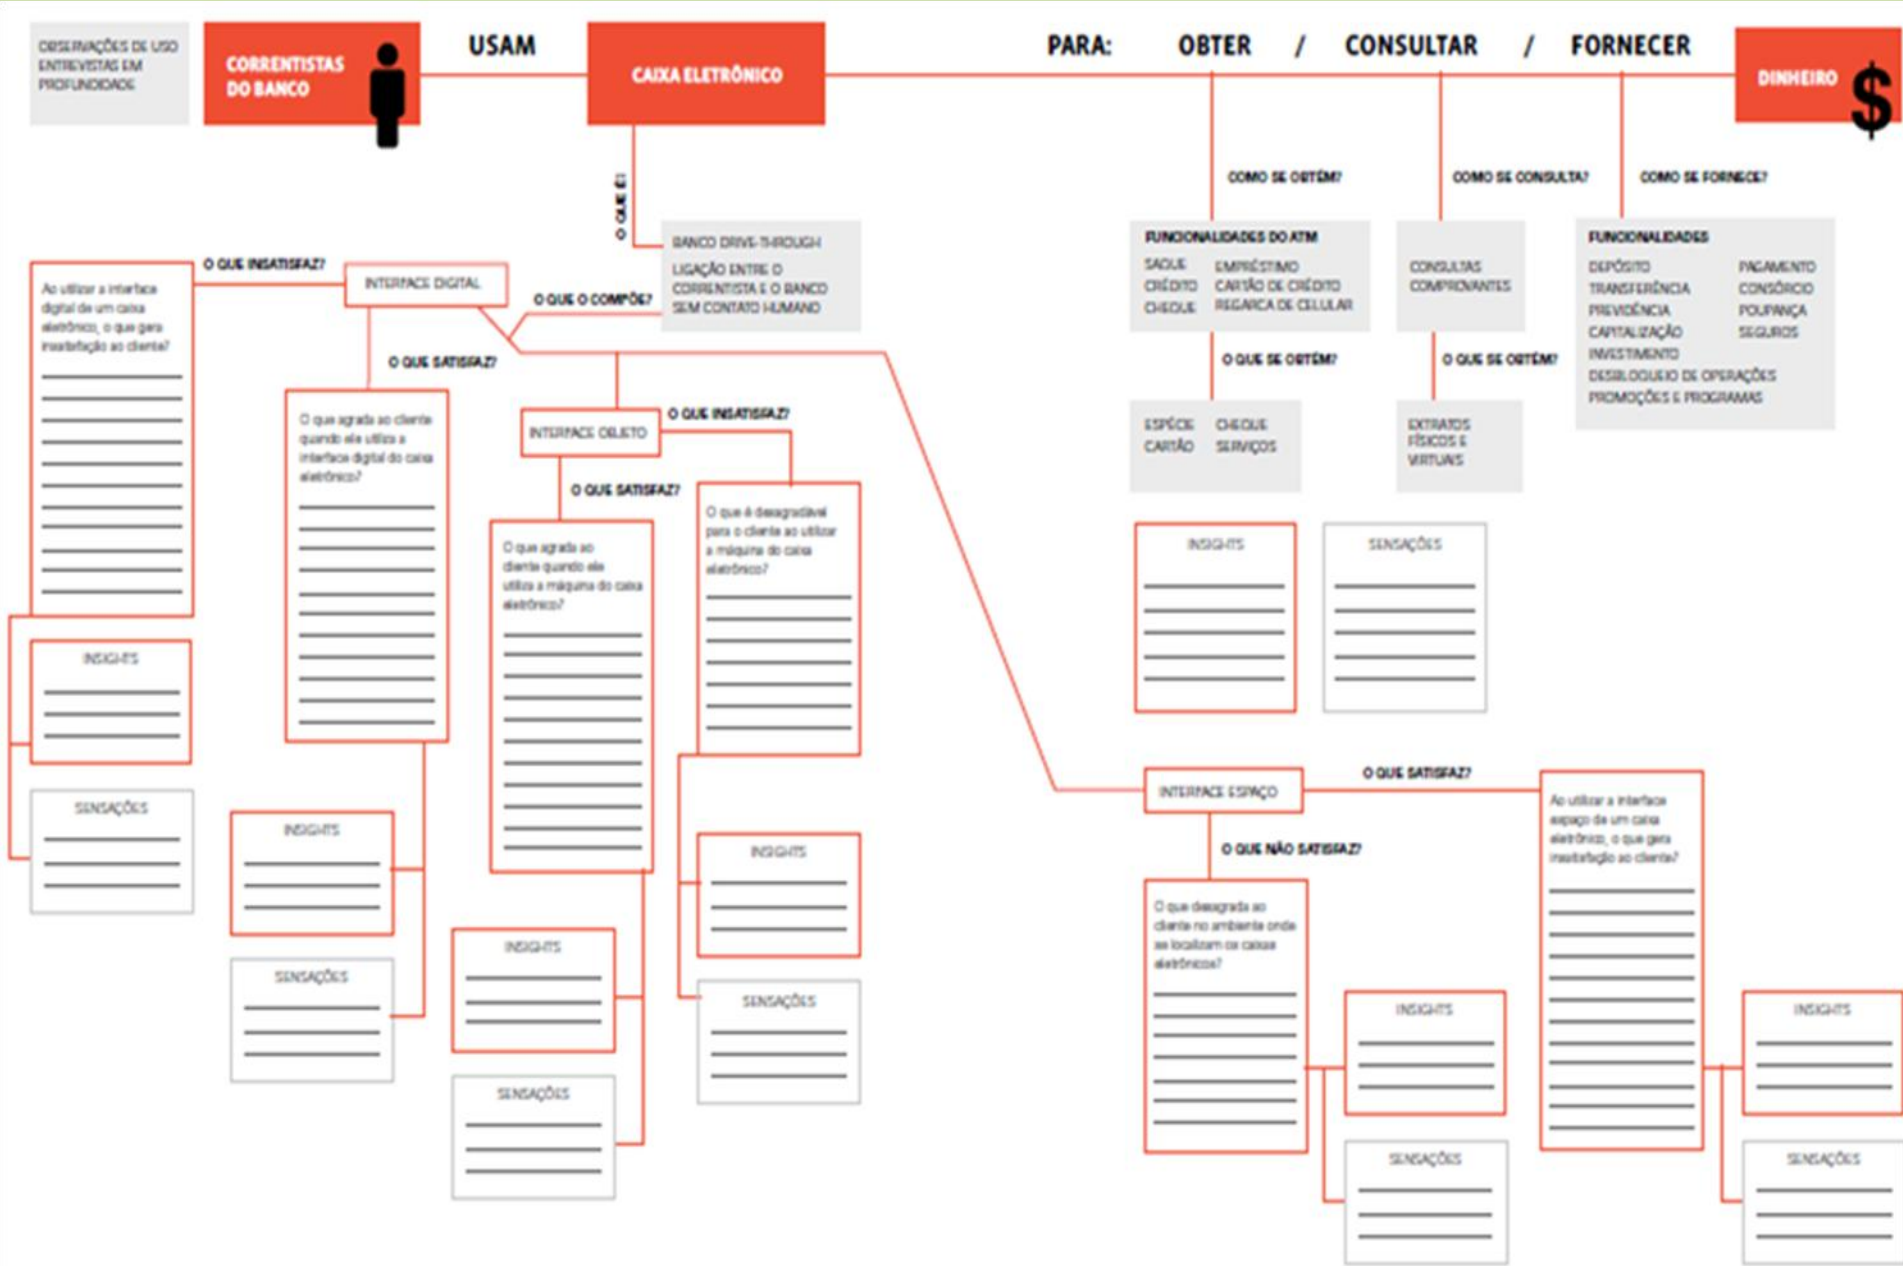 OBSERVAÇÕES DE USO
ENTREVISTAS EM
PROFUNDIDADE
CORRENTISTAS
DO BANCO
USAM
CAIXA ELETRÔNICO
PARA:
OBTER / CONSULTAR / FORNECER
DINHEIRO
$
O QUE É?
BANCO DRIVE-THROUGH
LIGAÇÃO ENTRE O
CORRENTISTA E O BANCO
SEM CONTATO HUMANO
O QUE O COMPÕE?
INTERFACE DIGITAL
O QUE INSATISFAZ?
Ao utilizar a interface
digital de um caixa
eletrônico, o que gera
insatisfação ao cliente?
INSIGHTS
SENSAÇÕES
O QUE SATISFAZ?
O que agrada ao cliente
quando ele utiliza a
interface digital do caixa
eletrônico?
INSIGHTS
SENSAÇÕES
INTERFACE OBJETO
O QUE SATISFAZ?
O que agrada ao
cliente quando ele
utiliza a máquina do caixa
eletrônico?
INSIGHTS
SENSAÇÕES
O QUE INSATISFAZ?
O que é desagradável
para o cliente ao utilizar
a máquina do caixa
eletrônico?
INSIGHTS
SENSAÇÕES
COMO SE OBTÉM?
FUNCIONALIDADES DO ATM
SAQUE
CRÉDITO
CHEQUE
EMPRÉSTIMO
CARTÃO DE CRÉDITO
REGARCA DE CELULAR
O QUE SE OBTÉM?
ESPÉCIE
CARTÃO
CHEQUE
SERVIÇOS
COMO SE CONSULTA?
CONSULTAS
COMPROVANTES
O QUE SE OBTÉM?
EXTRATOS
FÍSICOS E
VIRTUAIS
COMO SE FORNECE?
FUNCIONALIDADES
DEPÓSITO
TRANSFERÊNCIA
PREVIDÊNCIA
CAPITALIZAÇÃO
INVESTIMENTO
DESBLOQUEIO DE OPERAÇÕES
PROMOÇÕES E PROGRAMAS
PAGAMENTO
CONSÓRCIO
POUPANÇA
SEGUROS
INSIGHTS
SENSAÇÕES
INTERFACE ESPAÇO
O QUE NÃO SATISFAZ?
O que desagrada ao
cliente no ambiente onde
se localizam os caixas
eletrônicos?
INSIGHTS
SENSAÇÕES
O QUE SATISFAZ?
Ao utilizar a interface
espaço de um caixa
eletrônico, o que gera
insatisfação ao cliente?
INSIGHTS
SENSAÇÕES